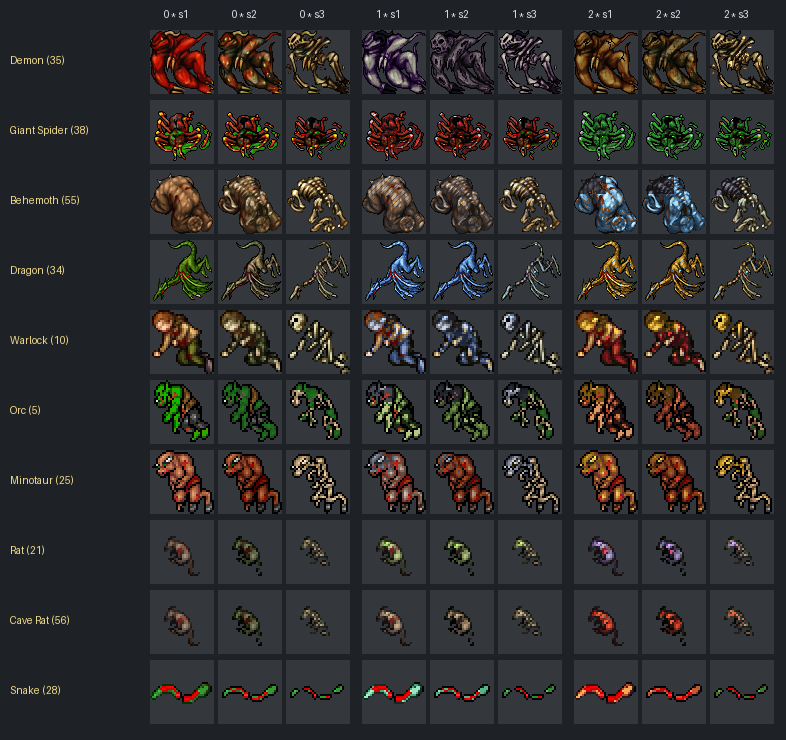 0 * s1 0 * s2 0 * s3 1 * s1 1 * s2 1 * s3 2 * s1 2 * s2 2 * s3
Demon (35)
Giant Spider (38)
Behemoth (55)
Dragon (34)
Warlock (10)
Orc (5)
Minotaur (25)
Rat (21)
Cave Rat (56)
Snake (28)